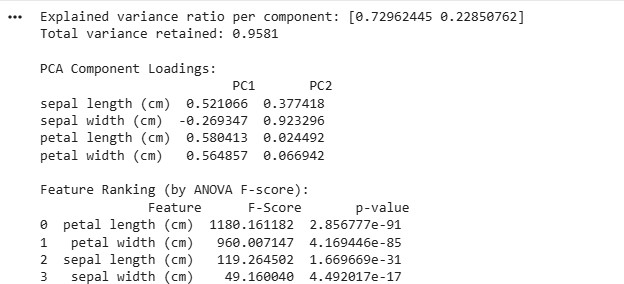 ••• Explained variance ratio per component: [0.72962445 0.22850762]
Total variance retained: 0.9581
PCA Component Loadings:
PC1 PC2
sepal length (cm) 0.521066 0.377418
sepal width (cm) -0.269347 0.923296
petal length (cm) 0.580413 0.024492
petal width (cm) 0.564857 0.066942
Feature Ranking (by ANOVA F-score):
Feature F-Score p-value
0 petal length (cm) 1180.161182 2.856777e-91
1 petal width (cm) 960.007147 4.169446e-85
2 sepal length (cm) 119.264502 1.669669e-31
3 sepal width (cm) 49.160040 4.492017e-17